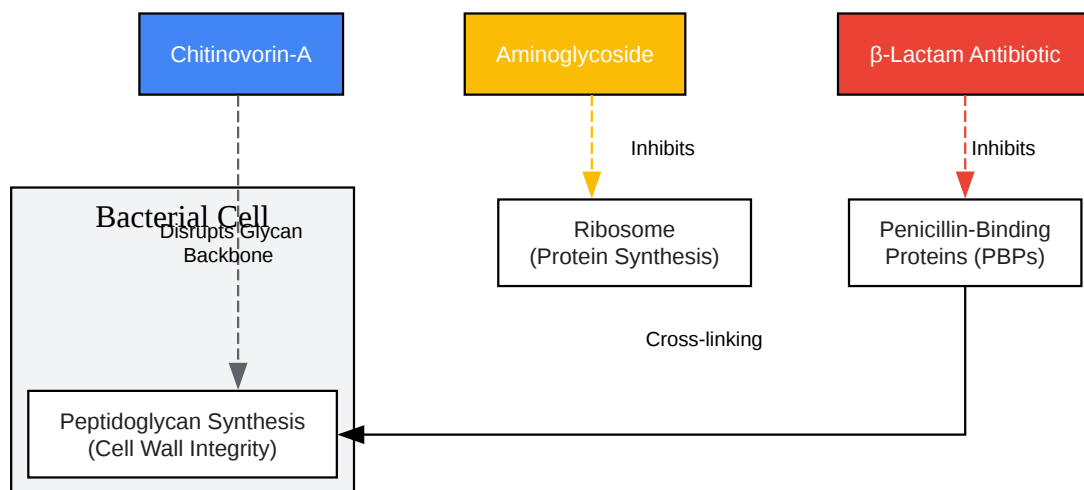 Chitinovorin-A
Aminoglycoside
β-Lactam Antibiotic
Inhibits
Inhibits
Bacterial Cell
Disrupts Glycan
Backbone
Ribosome
(Protein Synthesis)
Penicillin-Binding
Proteins (PBPs)
Cross-linking
Peptidoglycan Synthesis
(Cell Wall Integrity)